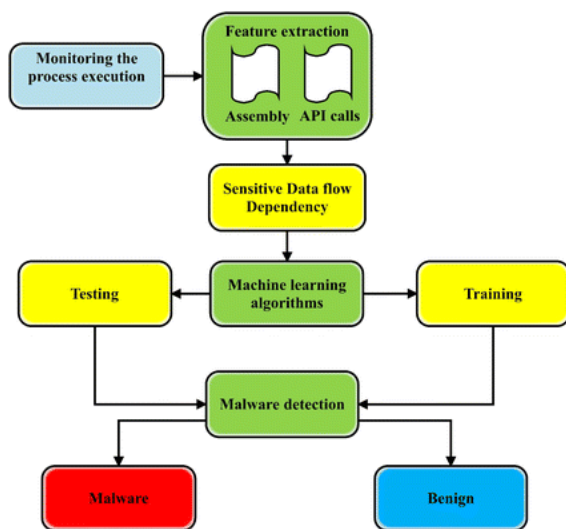 Feature extraction
Monitoring the
process execution
Assembly API calls
Sensitive Data flow
Dependency
Testing
Machine learning
algorithms
Training
Malware detection
Malware
Benign